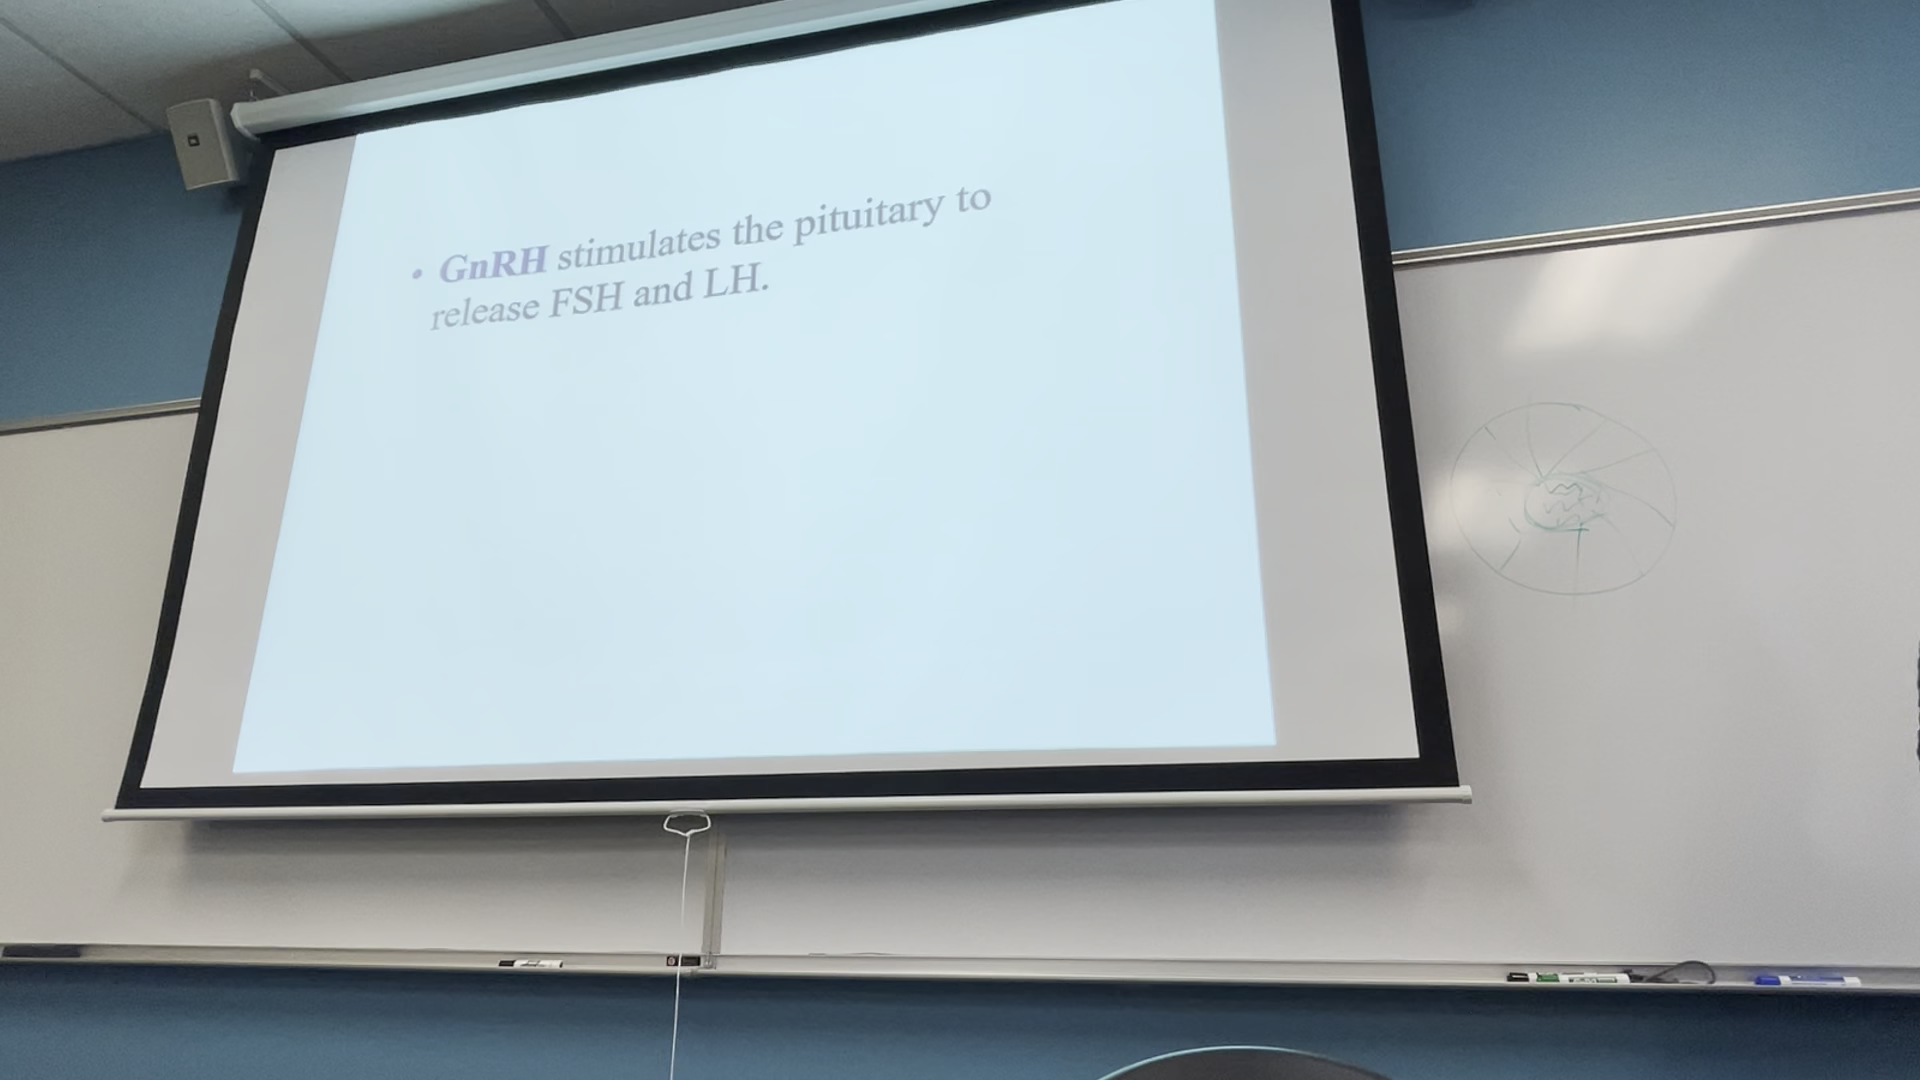 • GnRH stimulates the pituitary to
release FSH and LH.